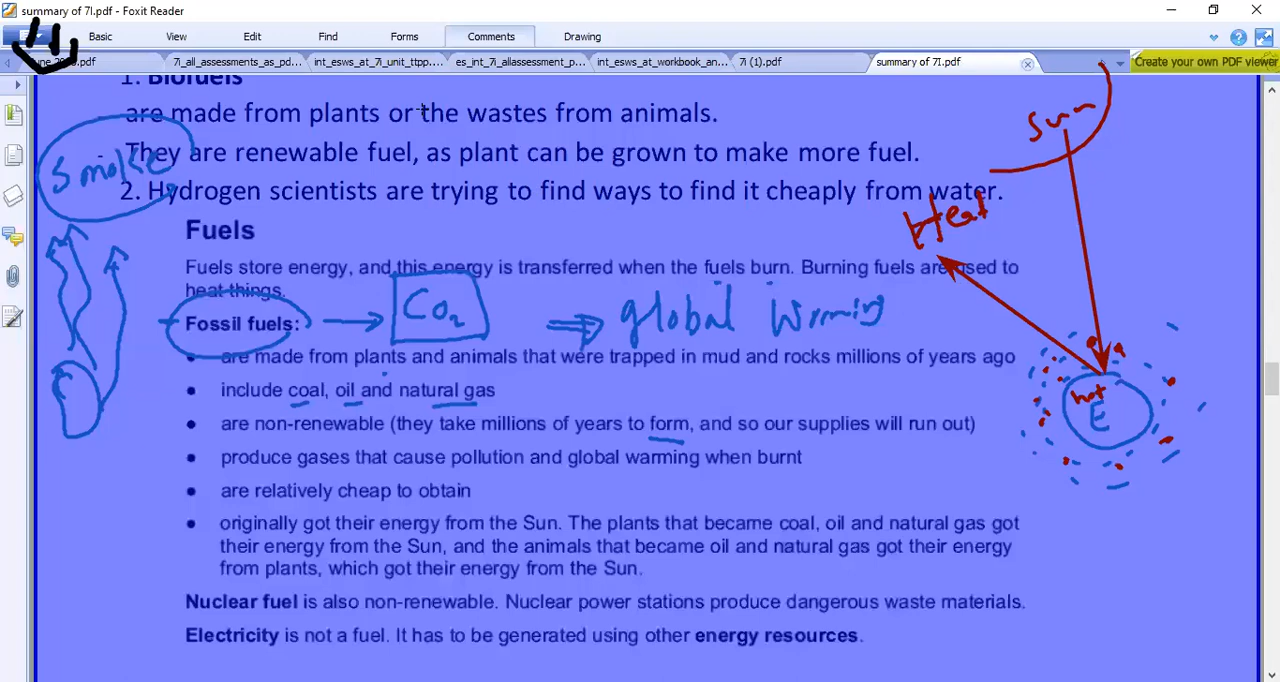 summary of 7I.pdf - Foxit Reader
Basic View Edit Find Forms Comments Drawing
7i_all_assessments_as_pd... int_esws_at_7i_unit_ttpp... es_int_7i_allassessment_p... int_esws_at_workbook_an... 7i (1).pdf summary of 7I.pdf Create your own PDF viewer
1. Biofuels
are made from plants or the wastes from animals.
Sun
Smoke
- They are renewable fuel, as plant can be grown to make more fuel.
2. Hydrogen scientists are trying to find ways to find it cheaply from water.
Heat
Fuels
Fuels store energy, and this energy is transferred when the fuels burn. Burning fuels are used to
heat things.
Fossil fuels:
CO2 global warming
• are made from plants and animals that were trapped in mud and rocks millions of years ago
• include coal, oil and natural gas
hot
E
• are non-renewable (they take millions of years to form, and so our supplies will run out)
• produce gases that cause pollution and global warming when burnt
• are relatively cheap to obtain
• originally got their energy from the Sun. The plants that became coal, oil and natural gas got
their energy from the Sun, and the animals that became oil and natural gas got their energy
from plants, which got their energy from the Sun.
Nuclear fuel is also non-renewable. Nuclear power stations produce dangerous waste materials.
Electricity is not a fuel. It has to be generated using other energy resources.